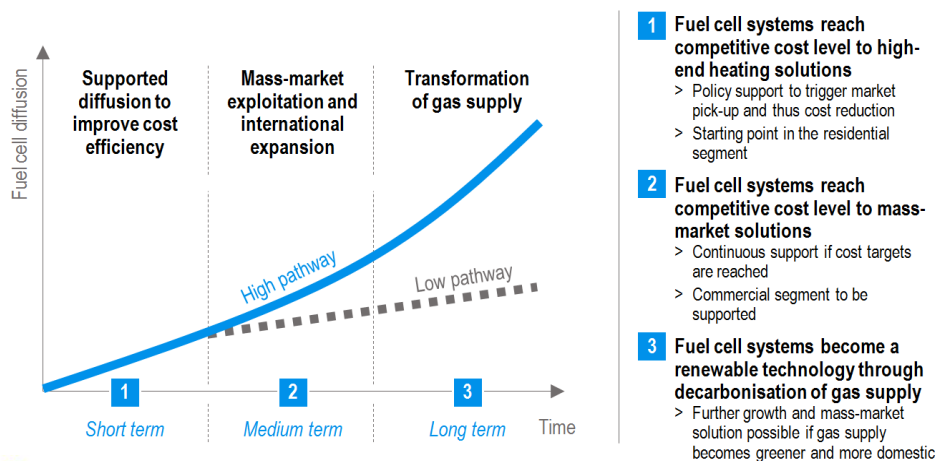 Fuel cell diffusion
Supported
diffusion to
improve cost
efficiency
Mass-market
exploitation and
international
expansion
Transformation
of gas supply
High pathway
Low pathway
1
2
3
Short term
Medium term
Long term
Time
1 Fuel cell systems reach
competitive cost level to high-
end heating solutions
> Policy support to trigger market
pick-up and thus cost reduction
> Starting point in the residential
segment
2 Fuel cell systems reach
competitive cost level to mass-
market solutions
> Continuous support if cost targets
are reached
> Commercial segment to be
supported
3 Fuel cell systems become a
renewable technology through
decarbonisation of gas supply
> Further growth and mass-market
solution possible if gas supply
becomes greener and more domestic